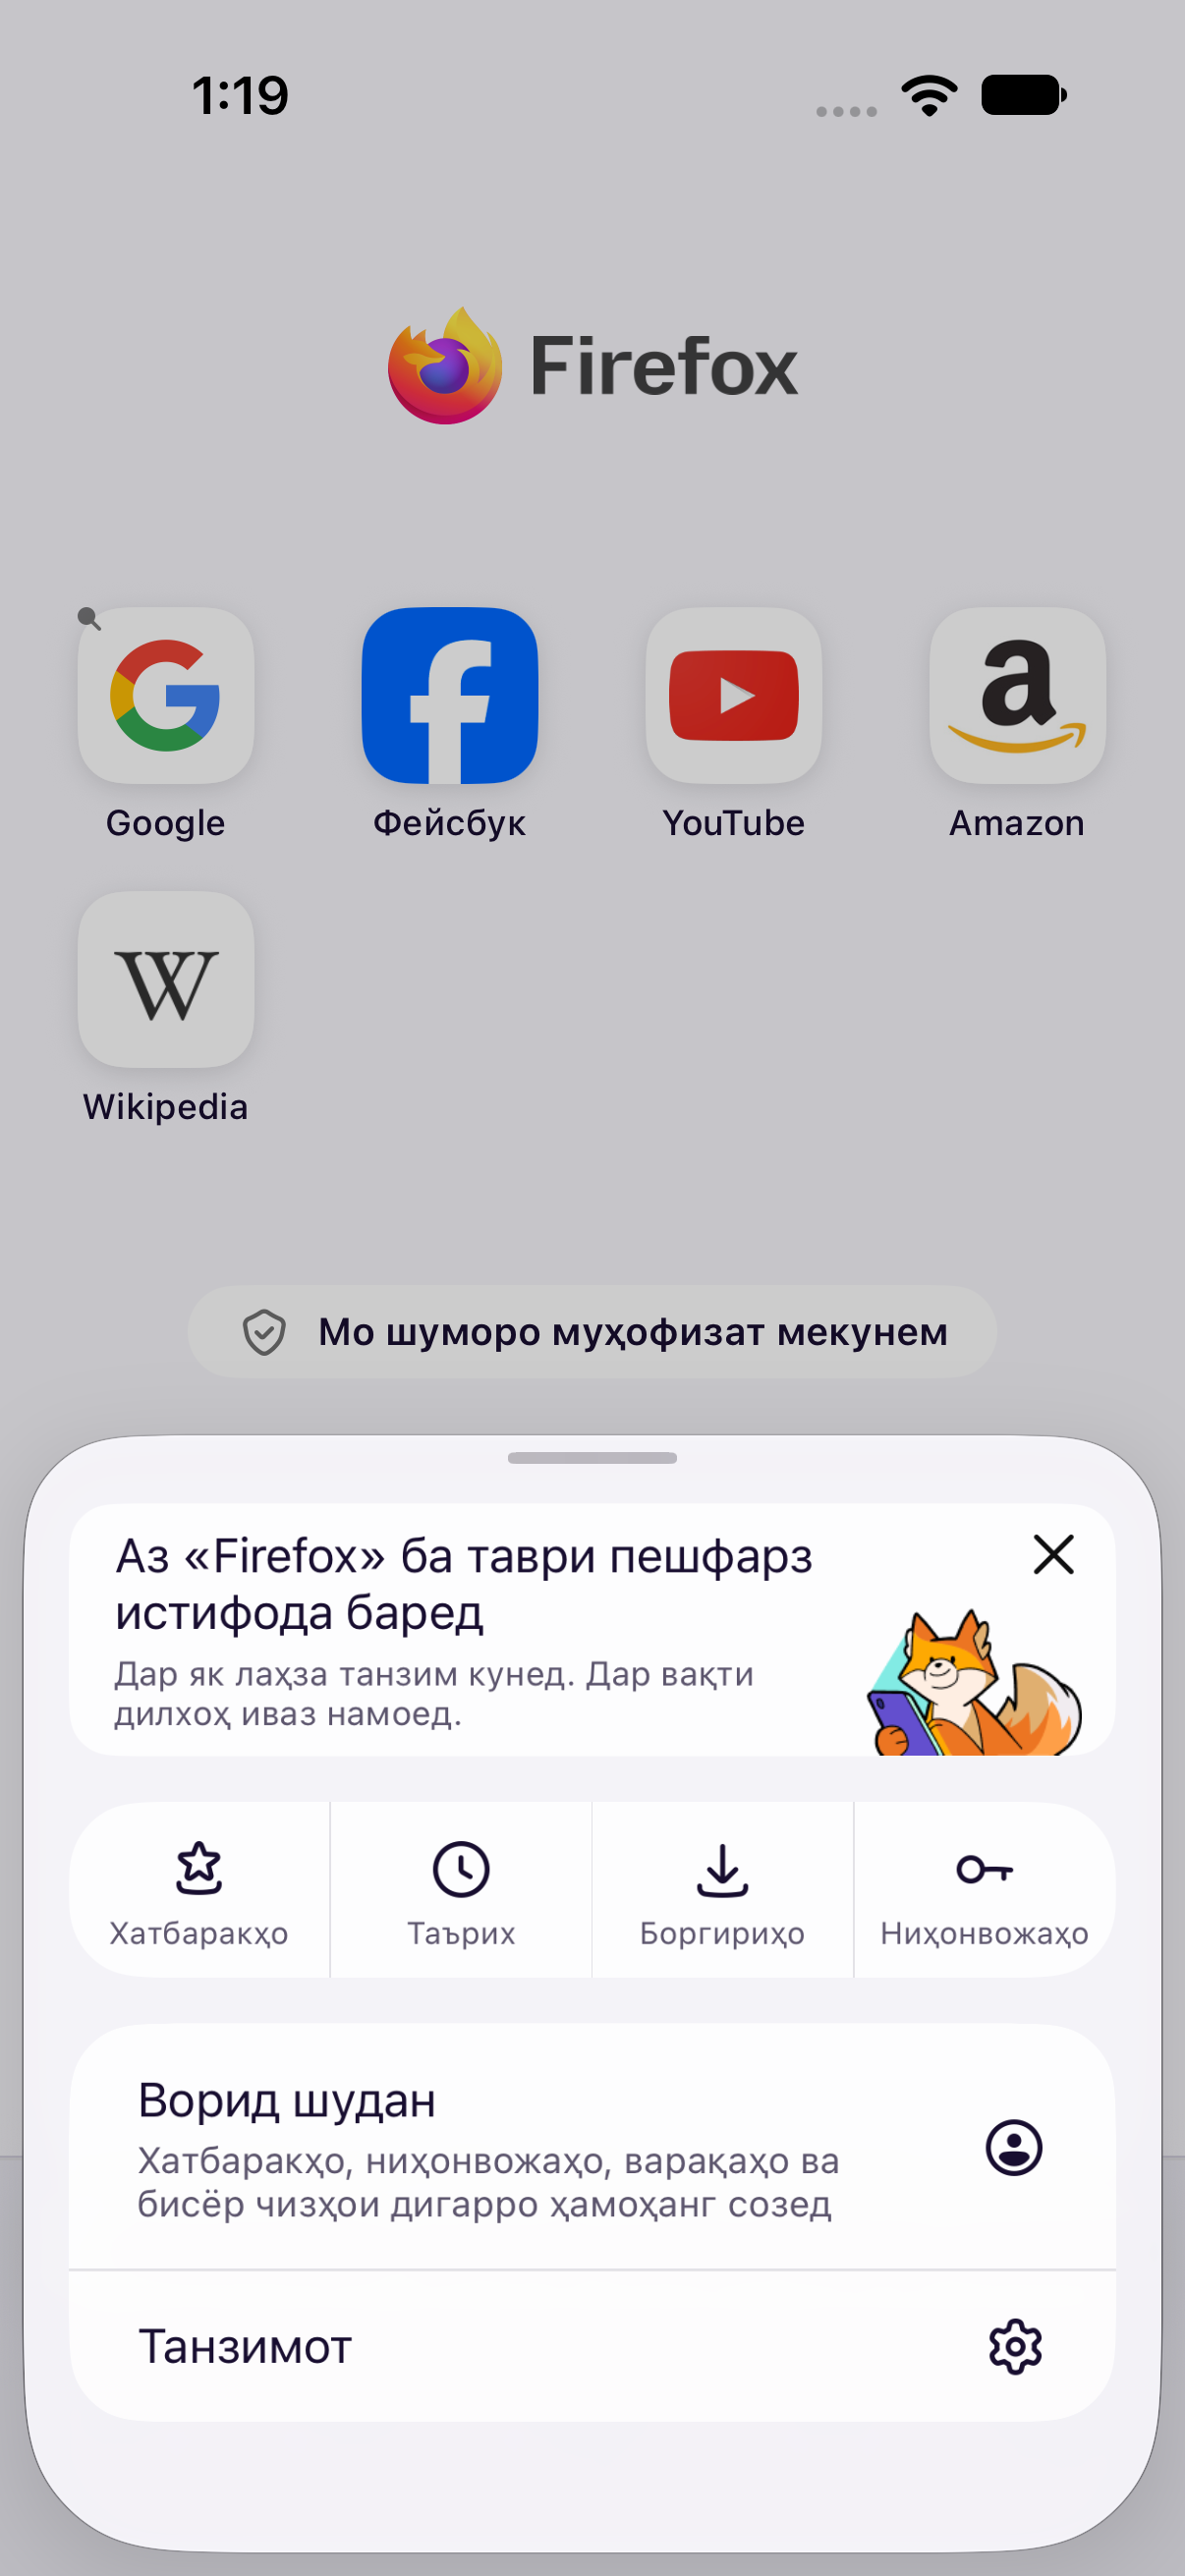 1:19
Firefox
Google
Фейсбук
YouTube
Amazon
Wikipedia
Мо шуморо муҳофизат мекунем
Аз «Firefox» ба таври пешфарз
истифода баред
Дар як лаҳза танзим кунед. Дар вақти
дилхоҳ иваз намоед.
Хатбаракҳо
Таърих
Боргириҳо
Ниҳонвожаҳо
Ворид шудан
Хатбаракҳо, ниҳонвожаҳо, варақаҳо ва
бисёр чизҳои дигарро ҳамоҳанг созед
Танзимот